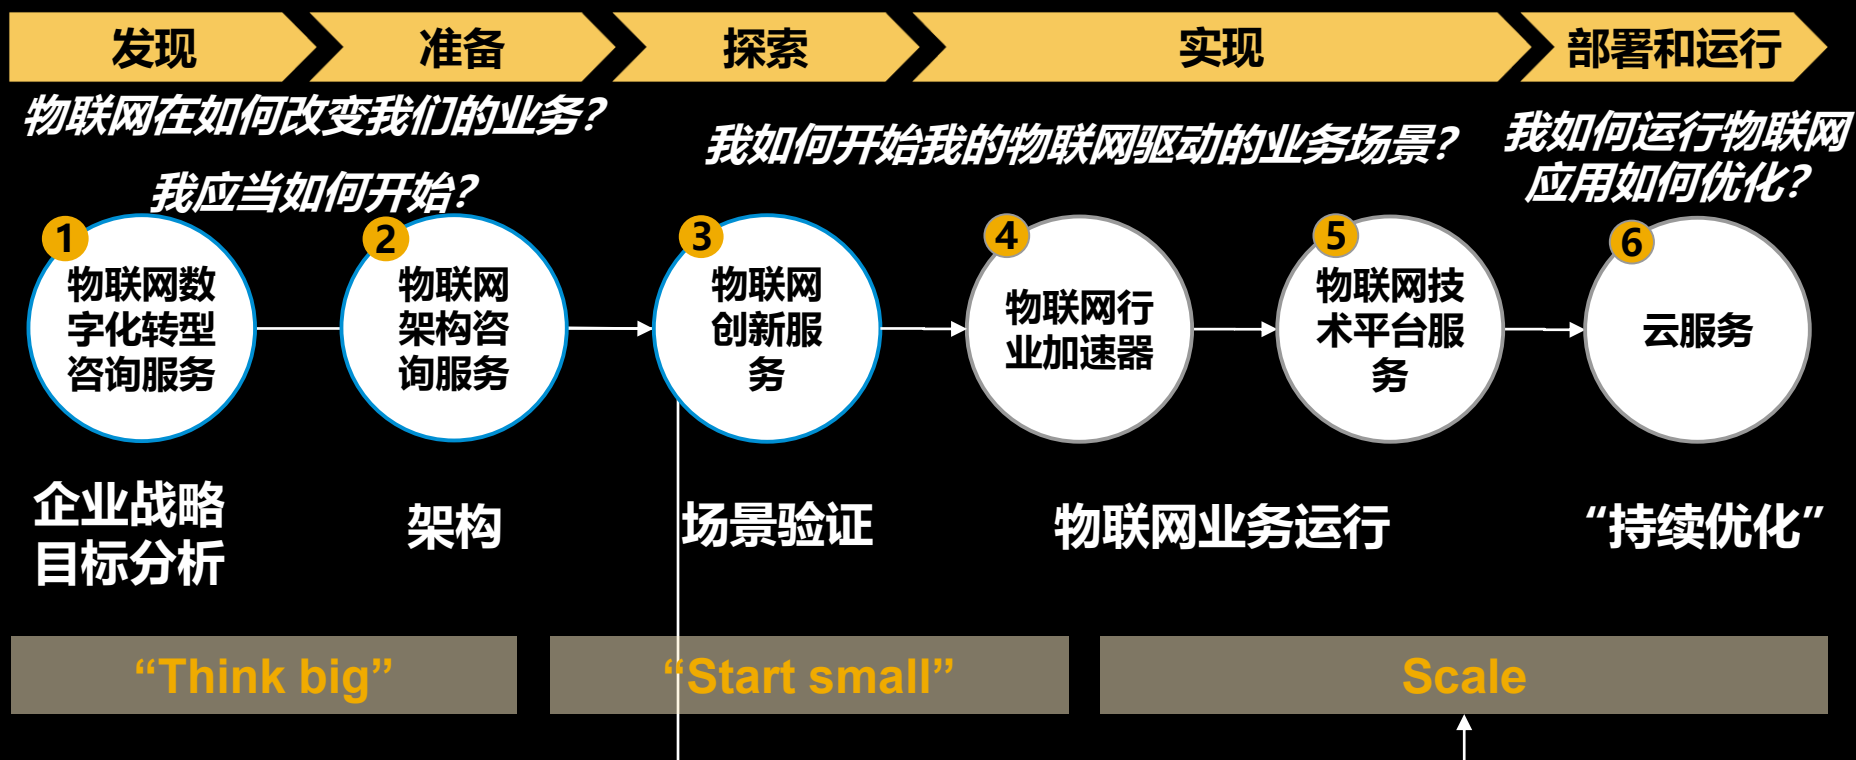 发现
准备
探索
实现
部署和运行
物联网在如何改变我们的业务?
我应当如何开始?
我如何开始我的物联网驱动的业务场景?
我如何运行物联网
应用如何优化?
1
物联网数
字化转型
咨询服务
2
物联网
架构咨
询服务
3
物联网
创新服
务
4
物联网行
业加速器
5
物联网技
术平台服
务
6
云服务
企业战略
目标分析
架构
场景验证
物联网业务运行
“持续优化”
“Think big”
“Start small”
Scale